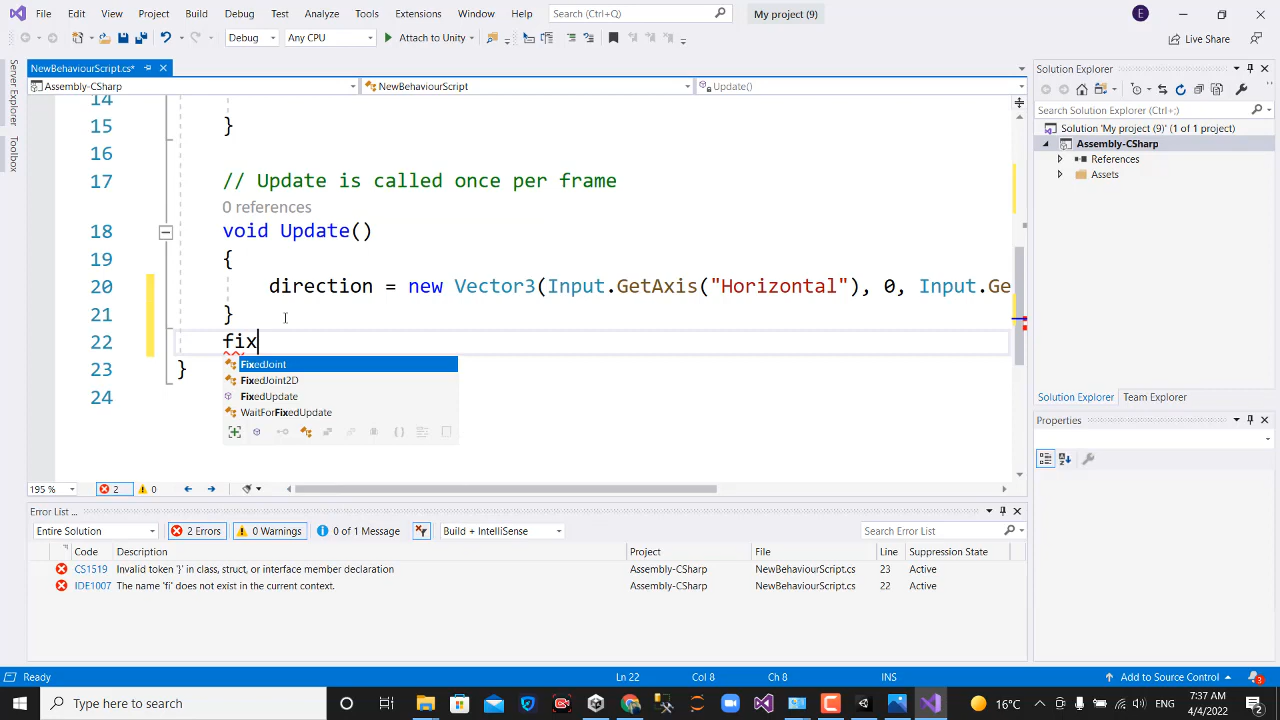 File Edit View Project Build Debug Test Analyze Tools Extensions Window Help Search (Ctrl+Q) My project (9) E
Debug Any CPU Attach to Unity Live Share
Server Explorer
Toolbox
NewBehaviourScript.cs*
Assembly-CSharp NewBehaviourScript Update()
14
15 }
16
17 // Update is called once per frame
0 references
18 void Update()
19 {
20 direction = new Vector3(Input.GetAxis("Horizontal"), 0, Input.Ge
21 }
22 fix
FixedJoint
FixedJoint2D
FixedUpdate
WaitForFixedUpdate
23 }
24
195 % 2 0
Solution Explorer
Search Solution Explorer (Ctrl+;)
Solution 'My project (9)' (1 of 1 project)
Assembly-CSharp
References
Assets
Solution Explorer Team Explorer
Properties
Error List ...
Entire Solution 2 Errors 0 Warnings 0 of 1 Message Build + IntelliSense Search Error List
Code Description Project File Line Suppression State
CS1519 Invalid token '}' in class, struct, or interface member declaration Assembly-CSharp NewBehaviourScript.cs 23 Active
IDE1007 The name 'fi' does not exist in the current context. Assembly-CSharp NewBehaviourScript.cs 22 Active
Ready Ln 22 Col 8 Ch 8 INS Add to Source Control 3
Type here to search 16°C ENG 7:37 AM
4/4/2022